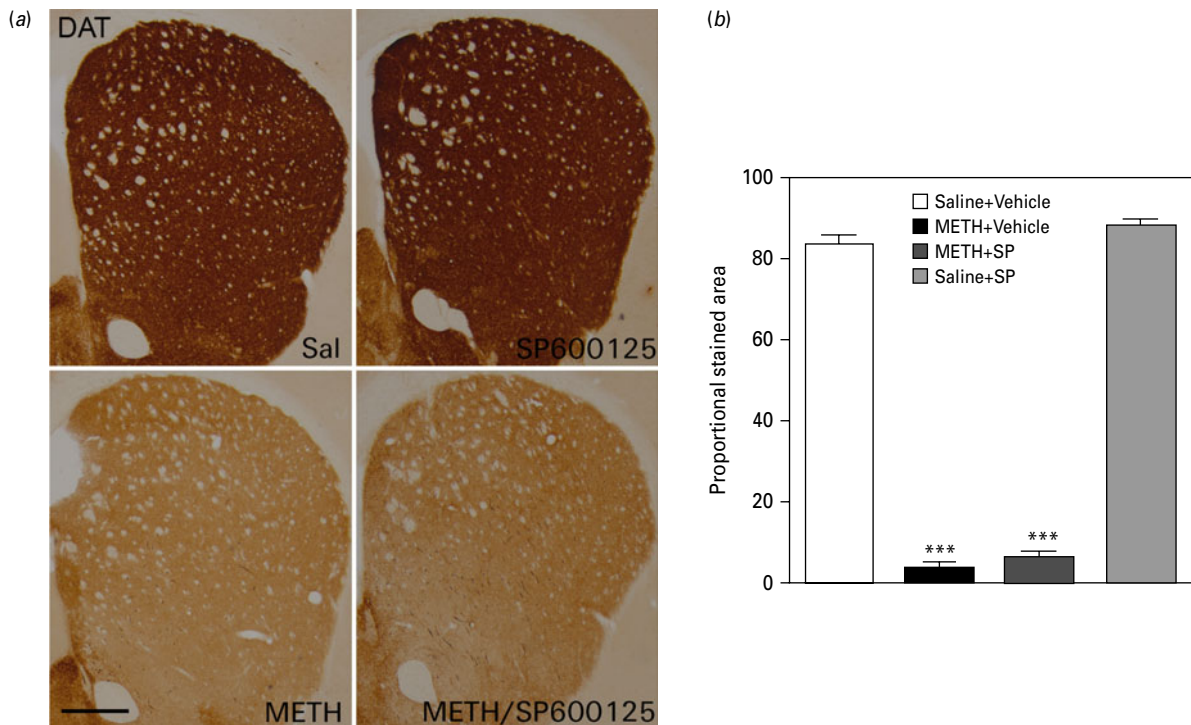 (a)
DAT
Sal
SP600125
METH
METH/SP600125
(b)
Proportional stained area
100
80
60
40
20
0
Saline+Vehicle
METH+Vehicle
METH+SP
Saline+SP
***
***